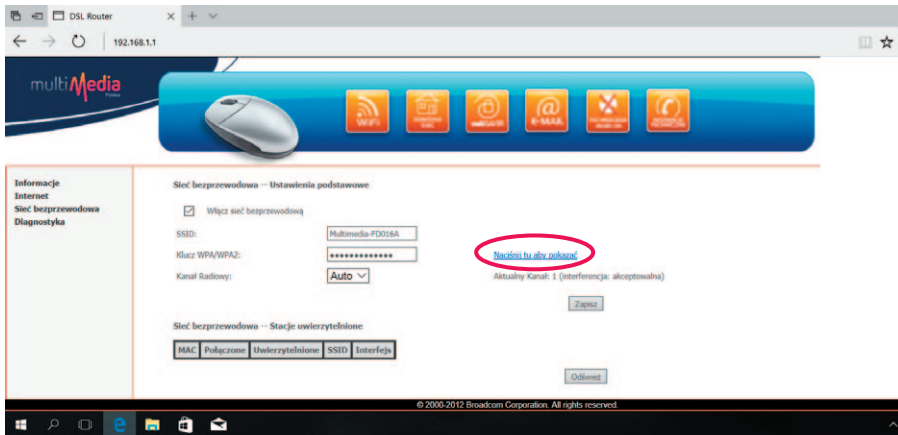 DSL Router
192.168.1.1
multiMedia
Polska
WiFi
E-MAIL
Informacje
Internet
Sieć bezprzewodowa
Diagnostyka
Sieć bezprzewodowa -- Ustawienia podstawowe
Włącz sieć bezprzewodową
SSID: Multimedia-FD016A
Klucz WPA/WPA2: ••••••••••••• Naciśnij tu aby pokazać
Kanał Radiowy: Auto Aktualny Kanał: 1 (interferencja: akceptowalna)
Zapisz
Sieć bezprzewodowa -- Stacje uwierzytelnione
MAC Połączone Uwierzytelnione SSID Interfejs
Odśwież
© 2000-2012 Broadcom Corporation. All rights reserved.